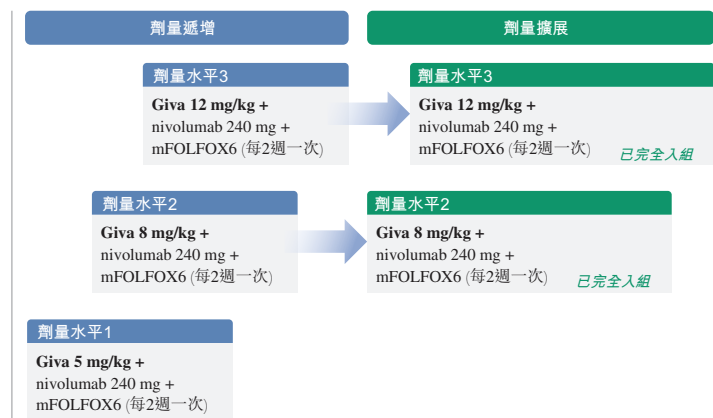 劑量遞增
劑量擴展
劑量水平3
Giva 12 mg/kg +
nivolumab 240 mg +
mFOLFOX6 (每2週一次)
劑量水平3
Giva 12 mg/kg +
nivolumab 240 mg +
mFOLFOX6 (每2週一次)
已完全入組
劑量水平2
Giva 8 mg/kg +
nivolumab 240 mg +
mFOLFOX6 (每2週一次)
劑量水平2
Giva 8 mg/kg +
nivolumab 240 mg +
mFOLFOX6 (每2週一次)
已完全入組
劑量水平1
Giva 5 mg/kg +
nivolumab 240 mg +
mFOLFOX6 (每2週一次)